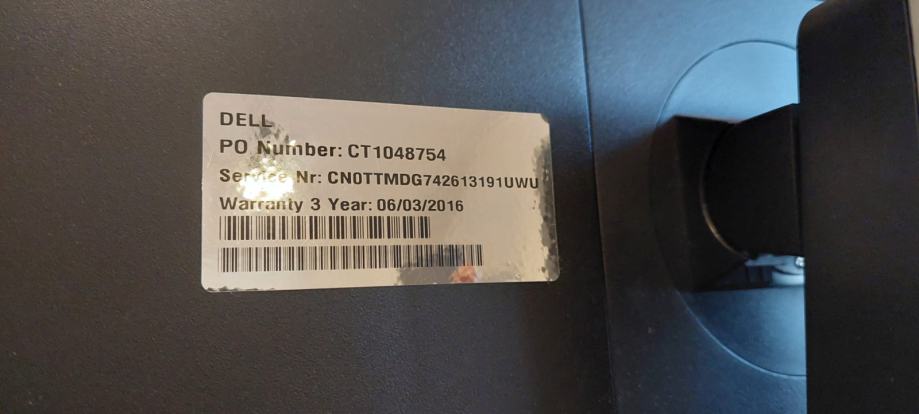 DELL
PO Number: CT1048754
Service Nr: CN0TTMDG742613191UWU
Warranty 3 Year: 06/03/2016